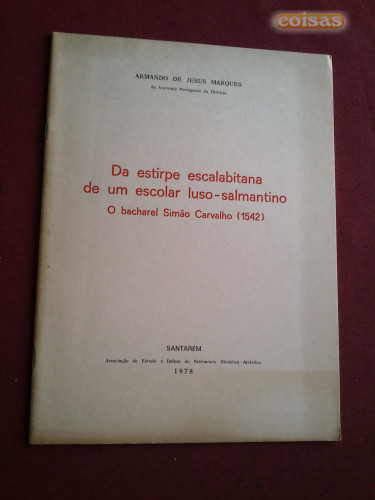 coisas
ARMANDO DE JESUS MARQUES
da Academia Portuguesa da História
Da estirpe escalabitana
de um escolar luso-salmantino
O bacharel Simão Carvalho (1542)
SANTARÉM
Associação de Estudo e Defesa do Património Histórico-Artístico
1978